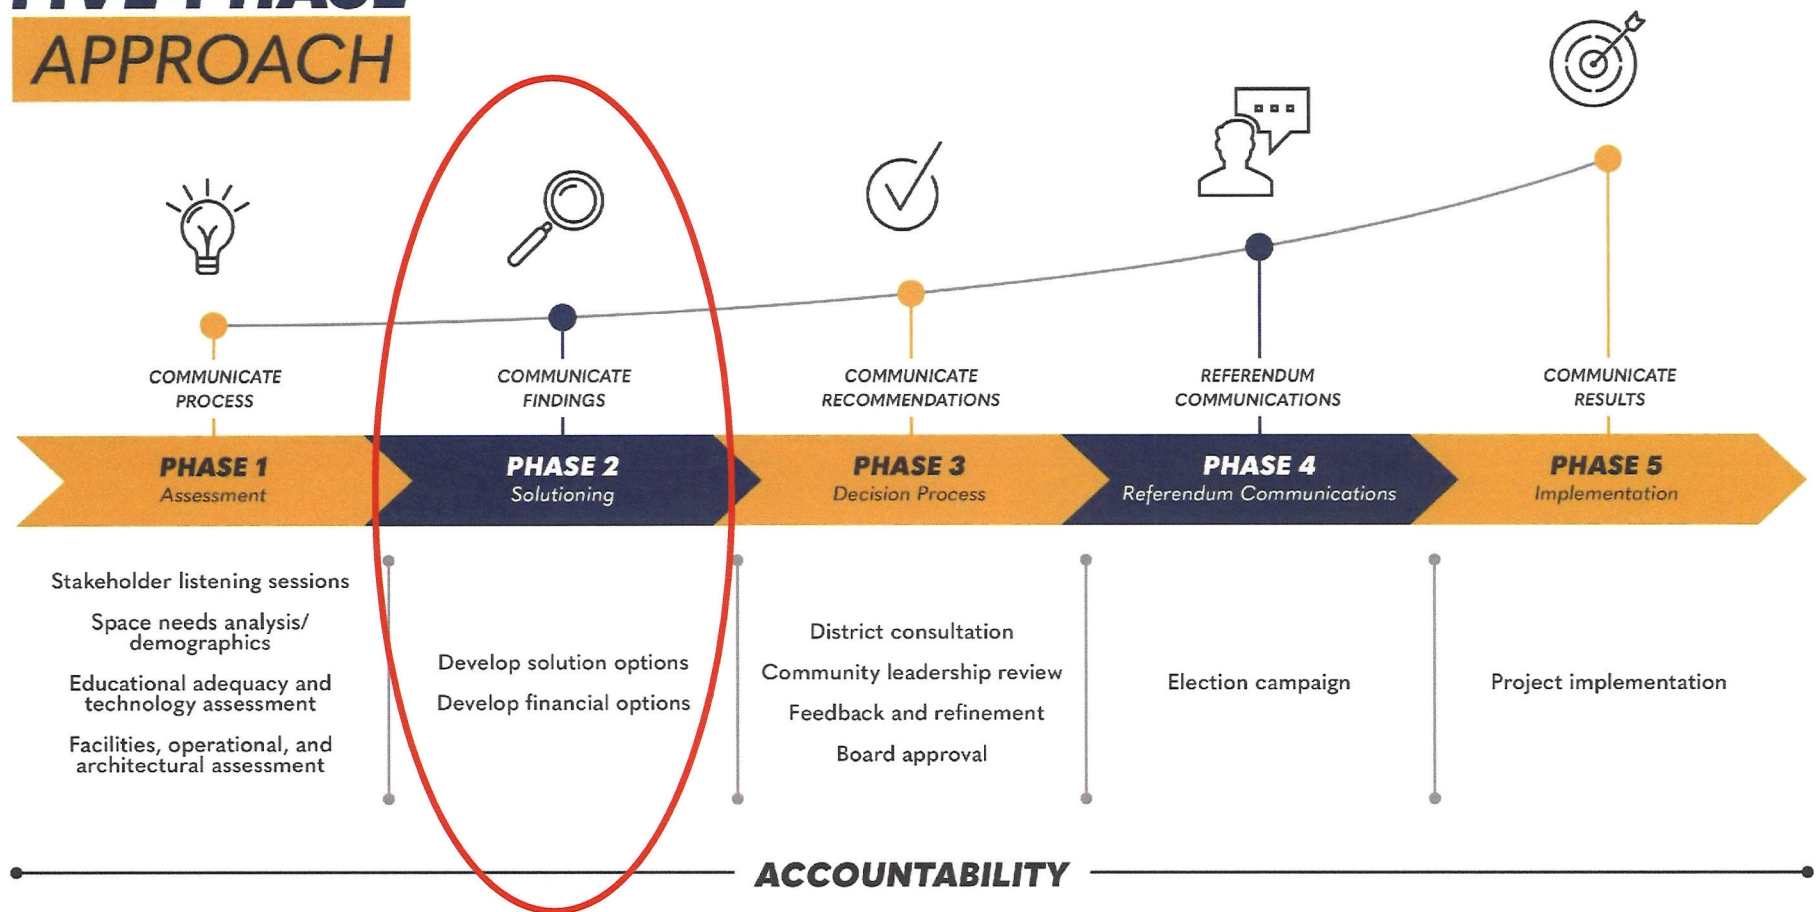 FIVE-PHASE
APPROACH
COMMUNICATE
PROCESS
COMMUNICATE
FINDINGS
COMMUNICATE
RECOMMENDATIONS
REFERENDUM
COMMUNICATIONS
COMMUNICATE
RESULTS
PHASE 1
Assessment
PHASE 2
Solutioning
PHASE 3
Decision Process
PHASE 4
Referendum Communications
PHASE 5
Implementation
Stakeholder listening sessions
Space needs analysis/
demographics
Educational adequacy and
technology assessment
Facilities, operational, and
architectural assessment
Develop solution options
Develop financial options
District consultation
Community leadership review
Feedback and refinement
Board approval
Election campaign
Project implementation
ACCOUNTABILITY